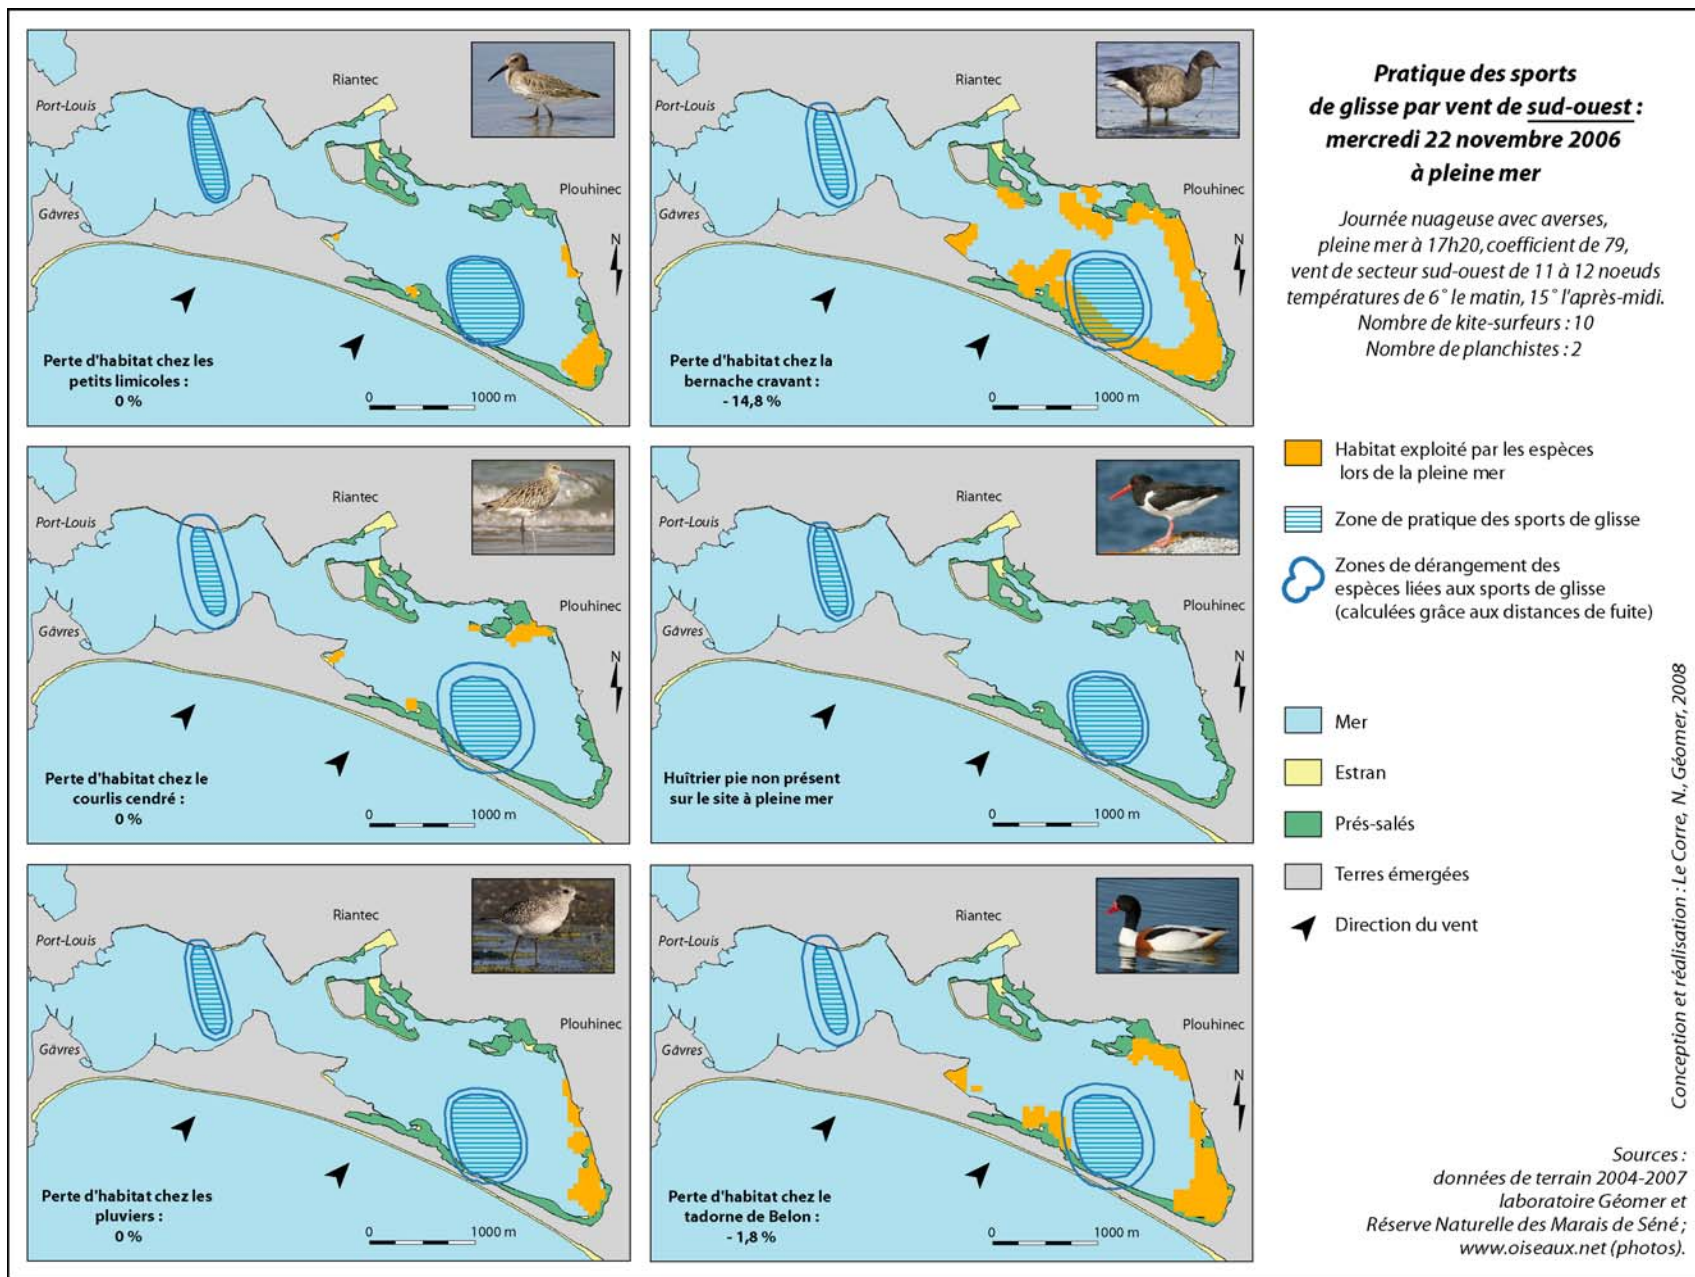 Riantec
Port-Louis
Plouhinec
Gâvres
N
Perte d'habitat chez les
petits limicoles :
0 %
0 1000 m
Riantec
Port-Louis
Plouhinec
Gâvres
N
Perte d'habitat chez la
bernache cravant :
- 14,8 %
0 1000 m
Riantec
Port-Louis
Plouhinec
Gâvres
N
Perte d'habitat chez le
courlis cendré :
0 %
0 1000 m
Riantec
Port-Louis
Plouhinec
Gâvres
N
Huîtrier pie non présent
sur le site à pleine mer
0 1000 m
Riantec
Port-Louis
Plouhinec
Gâvres
N
Perte d'habitat chez les
pluviers :
0 %
0 1000 m
Riantec
Port-Louis
Plouhinec
Gâvres
N
Perte d'habitat chez le
tadorne de Belon :
- 1,8 %
0 1000 m
Pratique des sports
de glisse par vent de sud-ouest :
mercredi 22 novembre 2006
à pleine mer
Journée nuageuse avec averses,
pleine mer à 17h20, coefficient de 79,
vent de secteur sud-ouest de 11 à 12 noeuds
températures de 6° le matin, 15° l'après-midi.
Nombre de kite-surfeurs : 10
Nombre de planchistes : 2
Habitat exploité par les espèces
lors de la pleine mer
Zone de pratique des sports de glisse
Zones de dérangement des
espèces liées aux sports de glisse
(calculées grâce aux distances de fuite)
Mer
Estran
Prés-salés
Terres émergées
Direction du vent
Conception et réalisation : Le Corre, N., Géomer, 2008
Sources :
données de terrain 2004-2007
laboratoire Géomer et
Réserve Naturelle des Marais de Séné ;
www.oiseaux.net (photos).